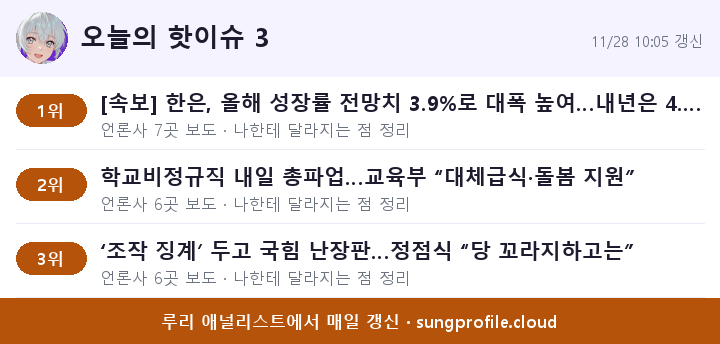 오늘의 핫이슈 3
11/28 10:05 갱신
1위
[속보] 한은, 올해 성장률 전망치 3.9%로 대폭 높여...내년은 4....
언론사 7곳 보도 · 나한테 달라지는 점 정리
2위
학교비정규직 내일 총파업...교육부 “대체급식·돌봄 지원”
언론사 6곳 보도 · 나한테 달라지는 점 정리
3위
‘조작 징계’ 두고 국힘 난장판...정점식 “당 꼬라지하고는”
언론사 6곳 보도 · 나한테 달라지는 점 정리
루리 애널리스트에서 매일 갱신 · sungprofile.cloud